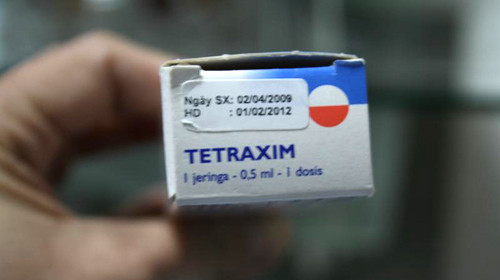 Ngày SX: 02/04/2009
HD : 01/02/2012
TETRAXIM
1 jeringa - 0,5 ml - 1 dosis